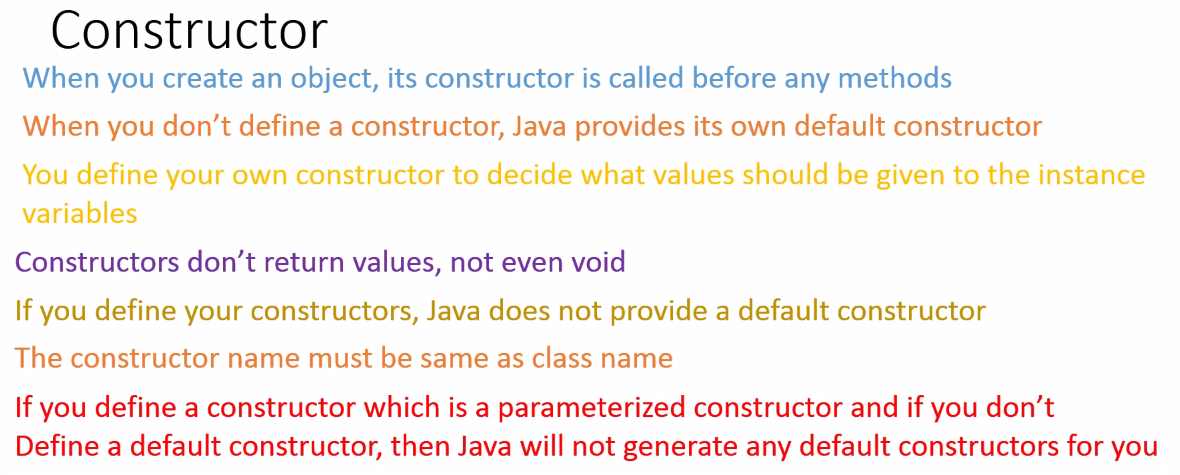 Constructor
When you create an object, its constructor is called before any methods
When you don’t define a constructor, Java provides its own default constructor
You define your own constructor to decide what values should be given to the instance
variables
Constructors don’t return values, not even void
If you define your constructors, Java does not provide a default constructor
The constructor name must be same as class name
If you define a constructor which is a parameterized constructor and if you don’t
Define a default constructor, then Java will not generate any default constructors for you